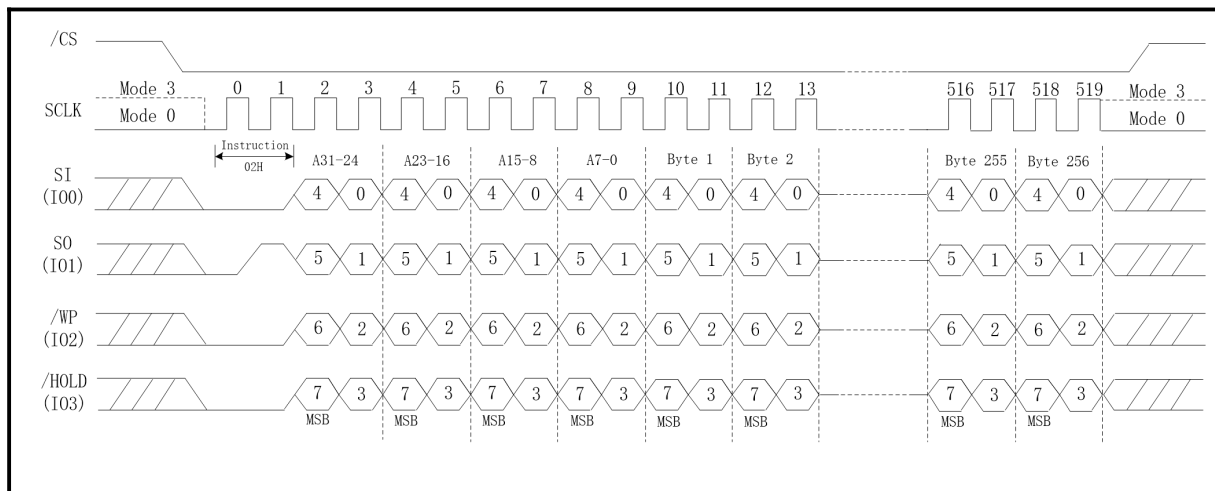 /CS
Mode 3 0 1 2 3 4 5 6 7 8 9 10 11 12 13 516 517 518 519 Mode 3
SCLK
Mode 0 Mode 0
Instruction
02H
A31-24 A23-16 A15-8 A7-0 Byte 1 Byte 2 Byte 255 Byte 256
SI
(IO0)
4 0 4 0 4 0 4 0 4 0 4 0 4 0 4 0
SO
(IO1)
5 1 5 1 5 1 5 1 5 1 5 1 5 1 5 1
/WP
(IO2)
6 2 6 2 6 2 6 2 6 2 6 2 6 2 6 2
/HOLD
(IO3)
7 3 7 3 7 3 7 3 7 3 7 3 7 3 7 3
MSB MSB MSB MSB MSB MSB MSB MSB